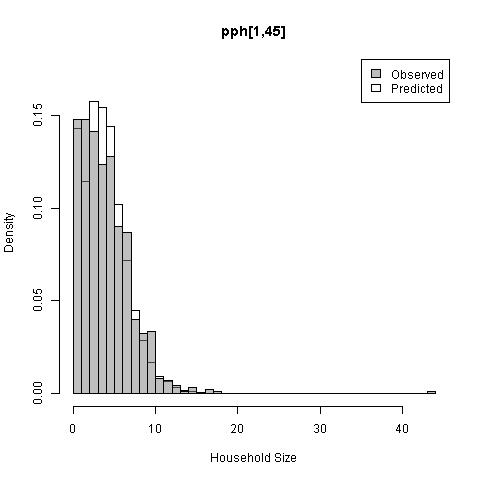 pph[1,45]
Observed
Predicted
0.15
0.10
0.05
0.00
Density
0 10 20 30 40
Household Size